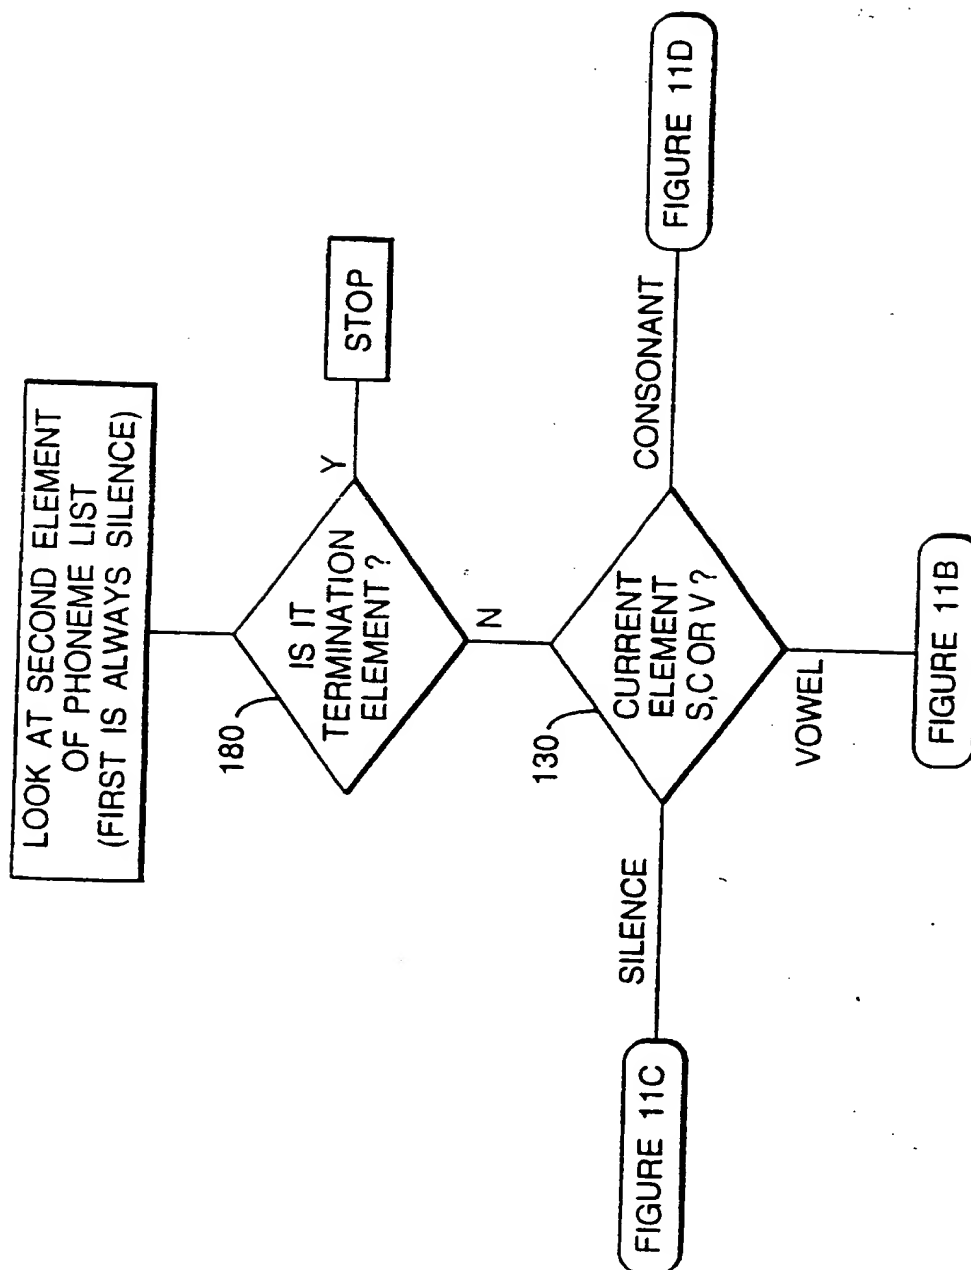 LOOK AT SECOND ELEMENT
OF PHONEME LIST
(FIRST IS ALWAYS SILENCE)
180
IS IT
TERMINATION
ELEMENT?
Y
STOP
N
130
CURRENT
ELEMENT
S,C OR V?
SILENCE
FIGURE 11C
CONSONANT
FIGURE 11D
VOWEL
FIGURE 11B